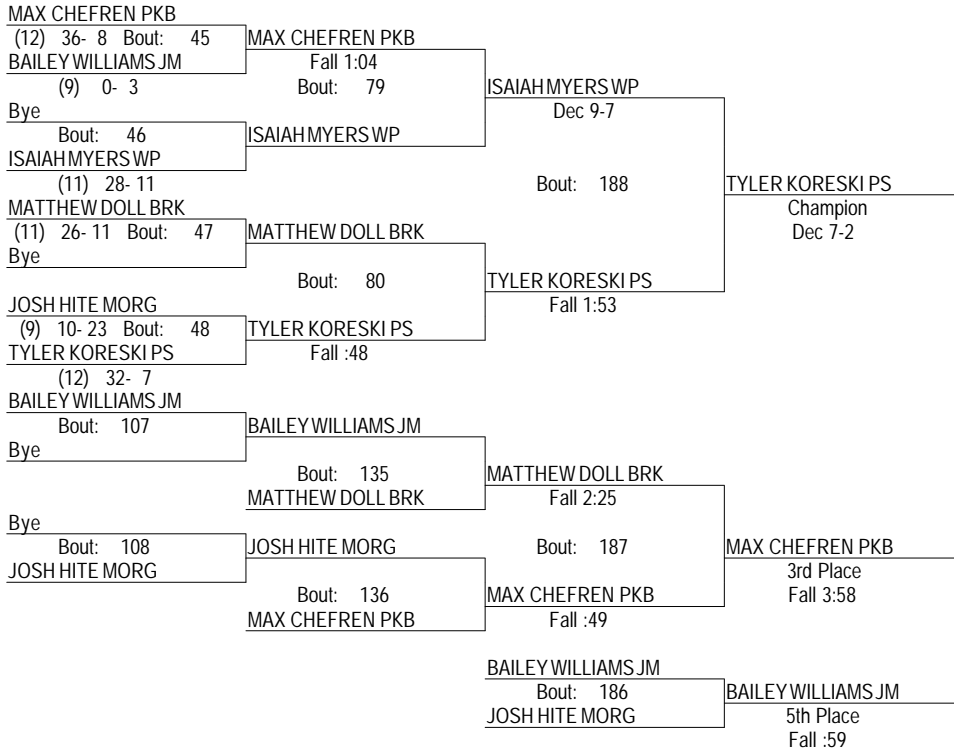 MAX CHEFREN PKB
(12) 36- 8 Bout: 45
BAILEY WILLIAMS JM
(9) 0- 3
Bye
Bout: 46
ISAIAH MYERS WP
(11) 28- 11
MATTHEW DOLL BRK
(11) 26- 11 Bout: 47
Bye
JOSH HITE MORG
(9) 10- 23 Bout: 48
TYLER KORESKI PS
(12) 32- 7
MAX CHEFREN PKB
Fall 1:04
Bout: 79
ISAIAH MYERS WP
MATTHEW DOLL BRK
Bout: 80
TYLER KORESKI PS
Fall :48
ISAIAH MYERS WP
Dec 9-7
Bout: 188
TYLER KORESKI PS
Fall 1:53
TYLER KORESKI PS
Champion
Dec 7-2
BAILEY WILLIAMS JM
Bout: 107
Bye
Bye
Bout: 108
JOSH HITE MORG
BAILEY WILLIAMS JM
Bout: 135
MATTHEW DOLL BRK
JOSH HITE MORG
Bout: 136
MAX CHEFREN PKB
MATTHEW DOLL BRK
Fall 2:25
Bout: 187
MAX CHEFREN PKB
Fall :49
MAX CHEFREN PKB
3rd Place
Fall 3:58
BAILEY WILLIAMS JM
Bout: 186
JOSH HITE MORG
BAILEY WILLIAMS JM
5th Place
Fall :59